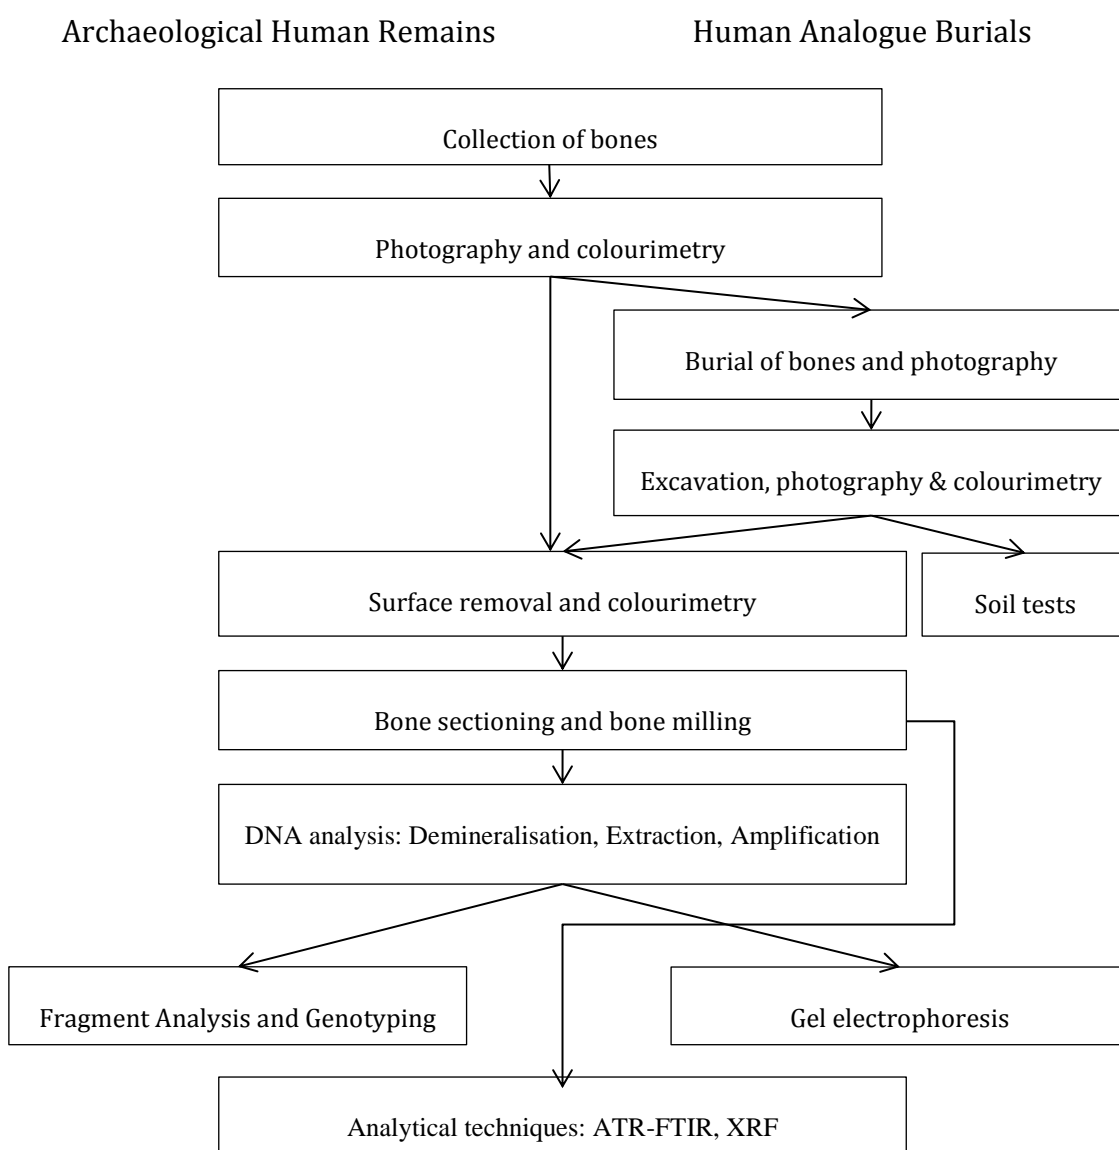 Archaeological Human Remains
Human Analogue Burials
Collection of bones
Photography and colourimetry
Burial of bones and photography
Excavation, photography & colourimetry
Surface removal and colourimetry
Soil tests
Bone sectioning and bone milling
DNA analysis: Demineralisation, Extraction, Amplification
Fragment Analysis and Genotyping
Gel electrophoresis
Analytical techniques: ATR-FTIR, XRF